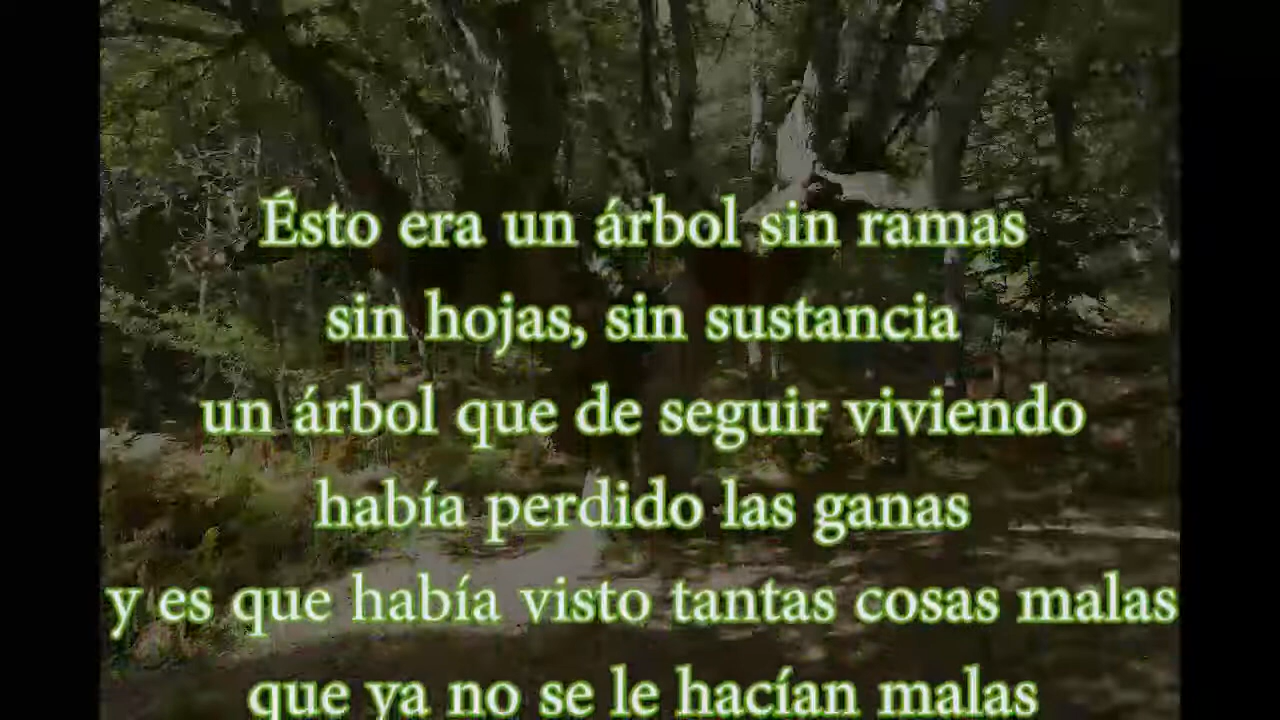 Ésto era un árbol sin ramas
sin hojas, sin sustancia
un árbol que de seguir viviendo
había perdido las ganas
y es que había visto tantas cosas malas
que ya no se le hacían malas